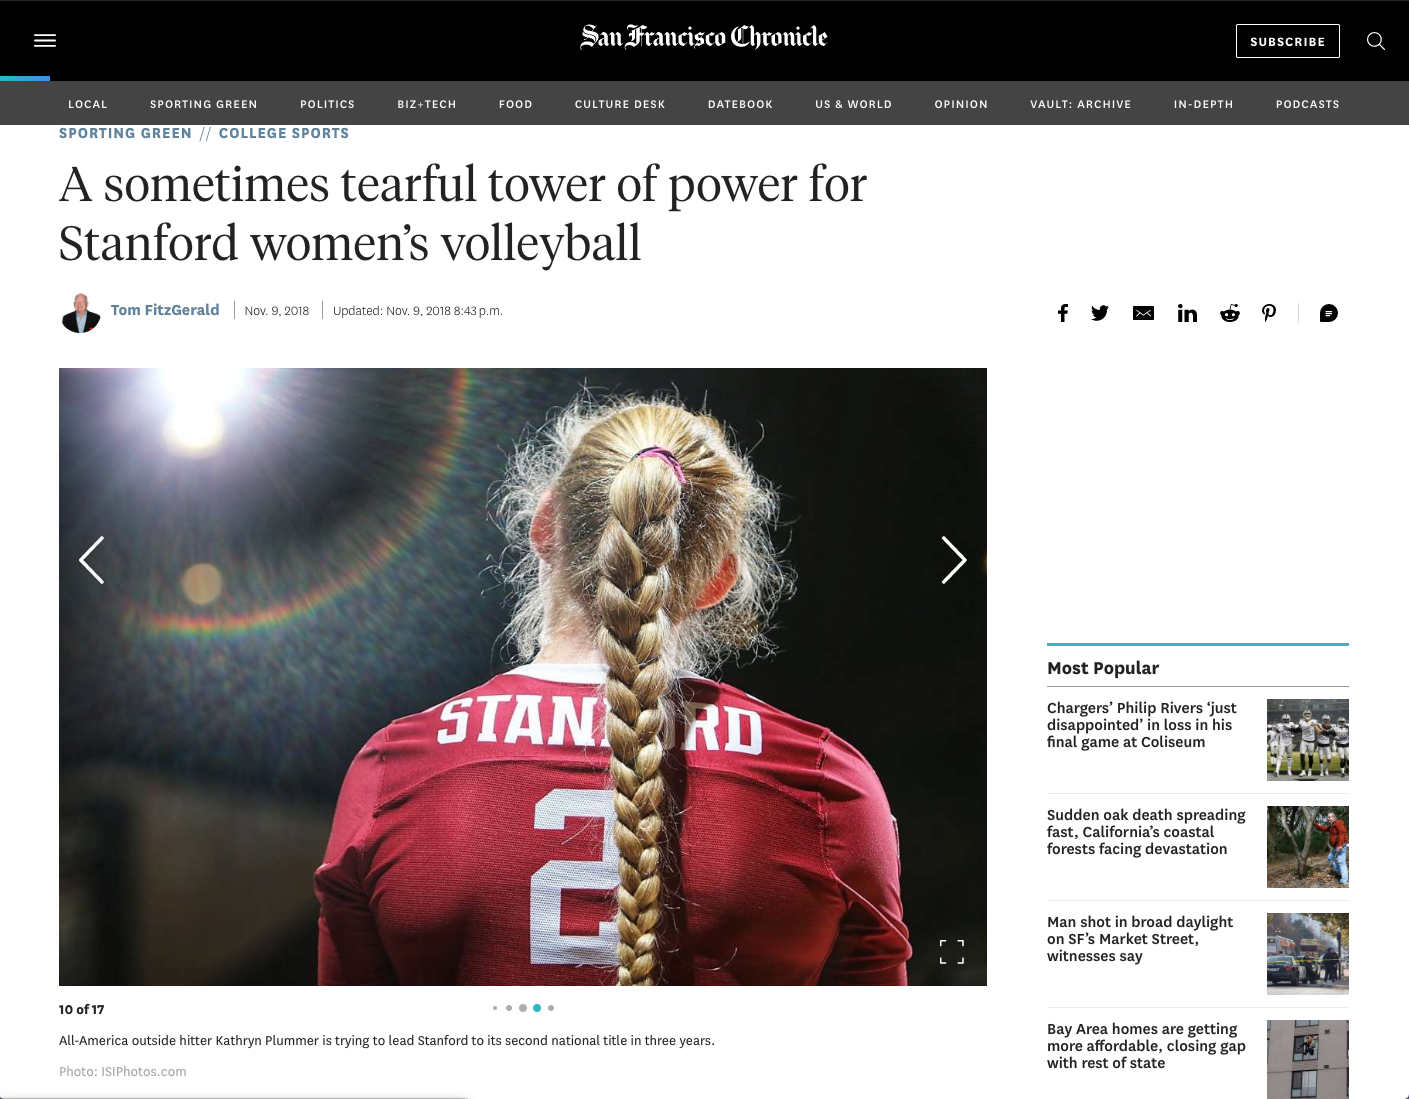 San Francisco Chronicle
SUBSCRIBE
LOCAL
SPORTING GREEN
POLITICS
BIZ+TECH
FOOD
CULTURE DESK
DATEBOOK
US & WORLD
OPINION
VAULT: ARCHIVE
IN-DEPTH
PODCASTS
SPORTING GREEN // COLLEGE SPORTS
A sometimes tearful tower of power for
Stanford women’s volleyball
Tom FitzGerald
Nov. 9, 2018
Updated: Nov. 9, 2018 8:43 p.m.
STAN RD
2
10 of 17
All-America outside hitter Kathryn Plummer is trying to lead Stanford to its second national title in three years.
Photo: ISIPhotos.com
Most Popular
Chargers’ Philip Rivers ‘just
disappointed’ in loss in his
final game at Coliseum
Sudden oak death spreading
fast, California’s coastal
forests facing devastation
Man shot in broad daylight
on SF’s Market Street,
witnesses say
Bay Area homes are getting
more affordable, closing gap
with rest of state